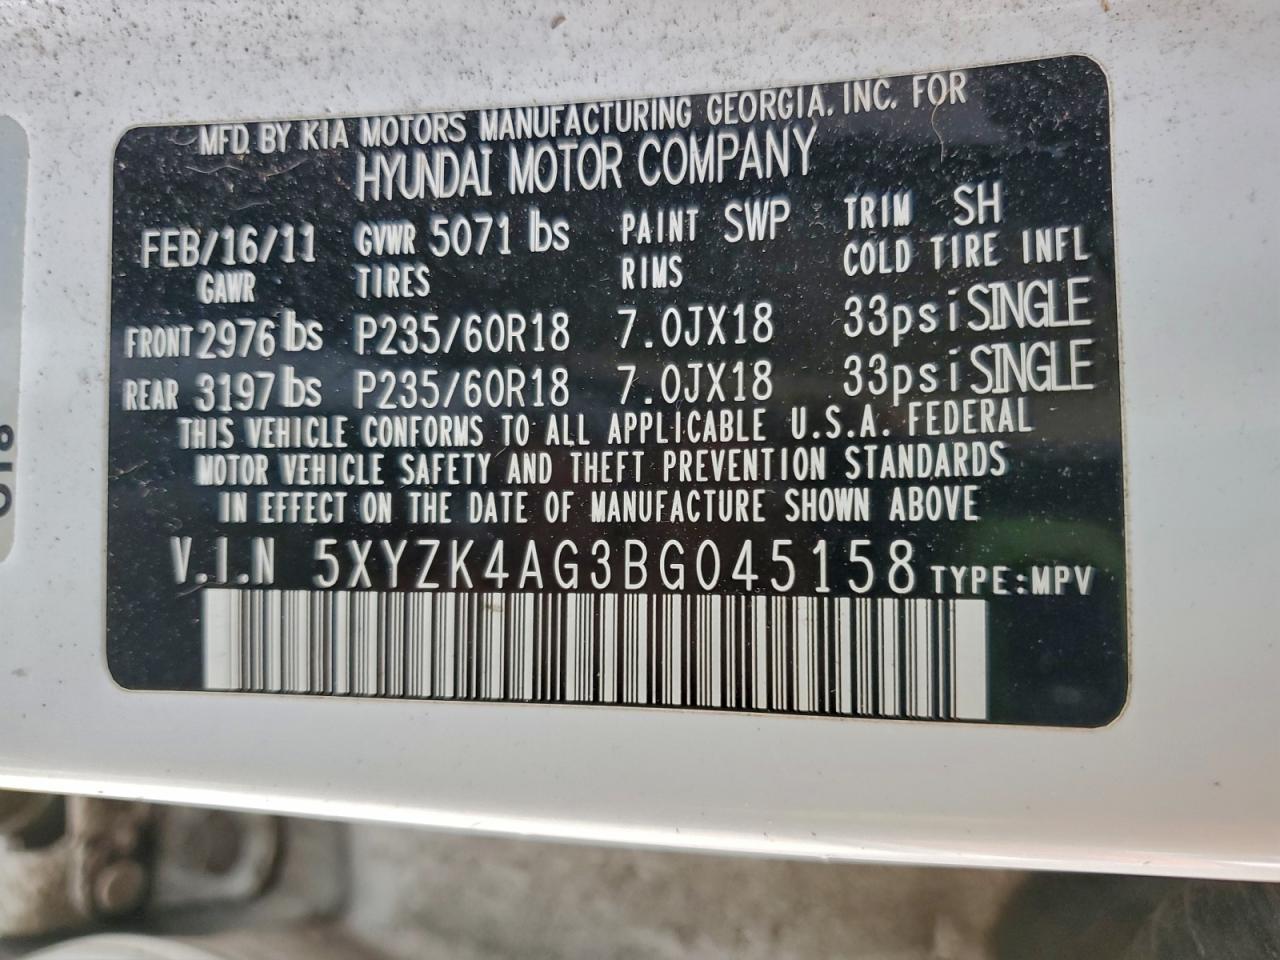 MFD. BY KIA MOTORS MANUFACTURING GEORGIA, INC. FOR
HYUNDAI MOTOR COMPANY
FEB/16/11 GVWR 5071 lbs PAINT SWP TRIM SH
GAWR TIRES RIMS COLD TIRE INFL
FRONT 2976 lbs P235/60R18 7.0JX18 33psi SINGLE
REAR 3197 lbs P235/60R18 7.0JX18 33psi SINGLE
THIS VEHICLE CONFORMS TO ALL APPLICABLE U.S.A. FEDERAL
MOTOR VEHICLE SAFETY AND THEFT PREVENTION STANDARDS
IN EFFECT ON THE DATE OF MANUFACTURE SHOWN ABOVE
V.I.N 5XYZK4AG3BG045158 TYPE:MPV